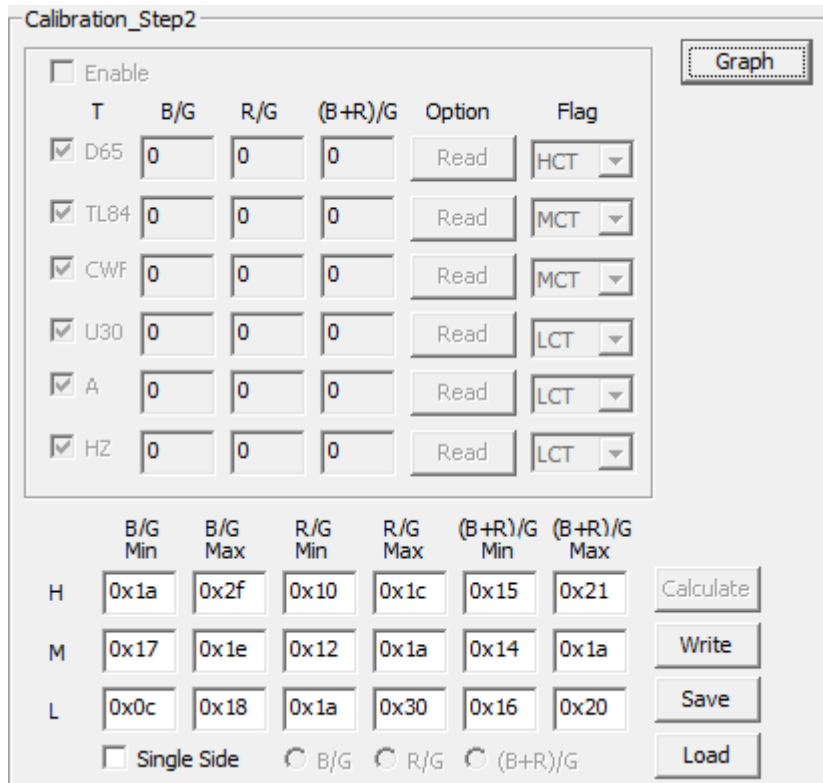 Calibration_Step2
Graph
Enable
T B/G R/G (B+R)/G Option Flag
D65 0 0 0 Read HCT
TL84 0 0 0 Read MCT
CWF 0 0 0 Read MCT
U30 0 0 0 Read LCT
A 0 0 0 Read LCT
HZ 0 0 0 Read LCT
B/G B/G R/G R/G (B+R)/G (B+R)/G
Min Max Min Max Min Max
H 0x1a 0x2f 0x10 0x1c 0x15 0x21 Calculate
M 0x17 0x1e 0x12 0x1a 0x14 0x1a Write
L 0x0c 0x18 0x1a 0x30 0x16 0x20 Save
Single Side B/G R/G (B+R)/G Load